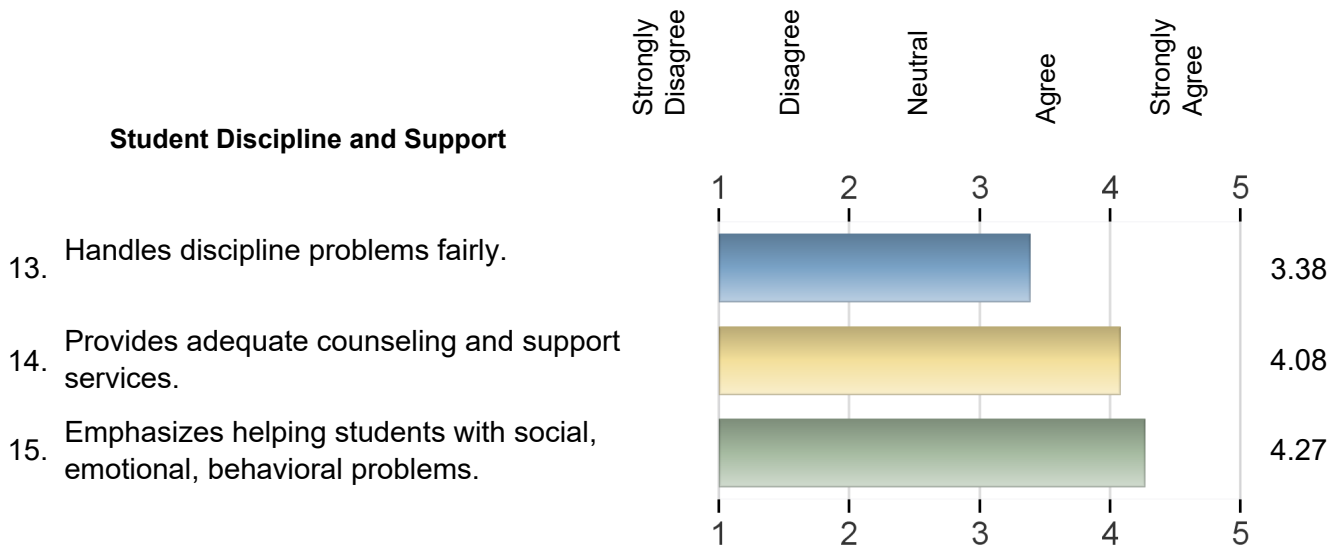 Strongly
Disagree
Disagree
Neutral
Agree
Strongly
Agree
Student Discipline and Support
1 2 3 4 5
13. Handles discipline problems fairly. 3.38
14. Provides adequate counseling and support
services. 4.08
15. Emphasizes helping students with social,
emotional, behavioral problems. 4.27
1 2 3 4 5